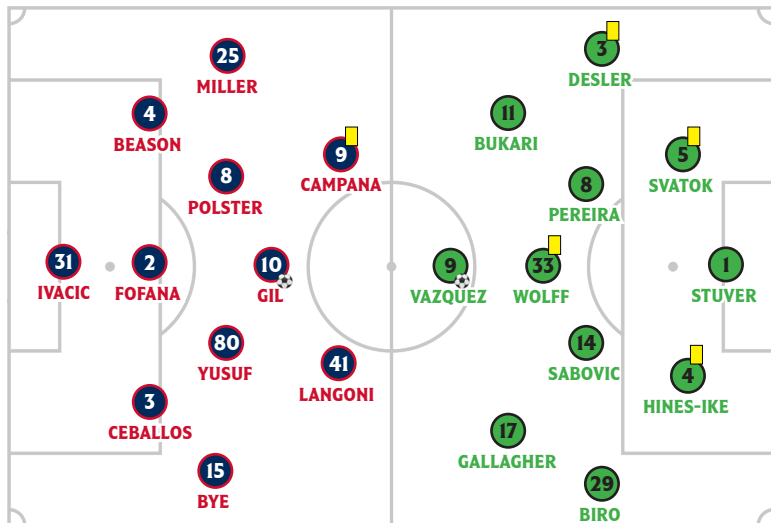 25
MILLER
4
BEASON
8
POLSTER
9
CAMPANA
31
IVACIC
2
FOFANA
10
GIL
80
YUSUF
41
LANGONI
3
CEBALLOS
15
BYE
3
DESLER
11
BUKARI
5
SVATOK
8
PEREIRA
9
VAZQUEZ
33
WOLFF
1
STUVER
14
SABOVIC
4
HINES-IKE
17
GALLAGHER
29
BIRO